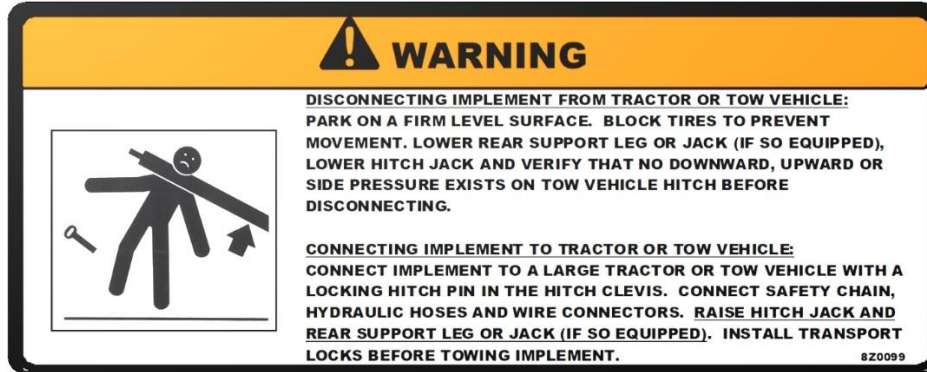 WARNING
DISCONNECTING IMPLEMENT FROM TRACTOR OR TOW VEHICLE:
PARK ON A FIRM LEVEL SURFACE. BLOCK TIRES TO PREVENT
MOVEMENT. LOWER REAR SUPPORT LEG OR JACK (IF SO EQUIPPED),
LOWER HITCH JACK AND VERIFY THAT NO DOWNWARD, UPWARD OR
SIDE PRESSURE EXISTS ON TOW VEHICLE HITCH BEFORE
DISCONNECTING.
CONNECTING IMPLEMENT TO TRACTOR OR TOW VEHICLE:
CONNECT IMPLEMENT TO A LARGE TRACTOR OR TOW VEHICLE WITH A
LOCKING HITCH PIN IN THE HITCH CLEVIS. CONNECT SAFETY CHAIN,
HYDRAULIC HOSES AND WIRE CONNECTORS. RAISE HITCH JACK AND
REAR SUPPORT LEG OR JACK (IF SO EQUIPPED). INSTALL TRANSPORT
LOCKS BEFORE TOWING IMPLEMENT.
8Z0099